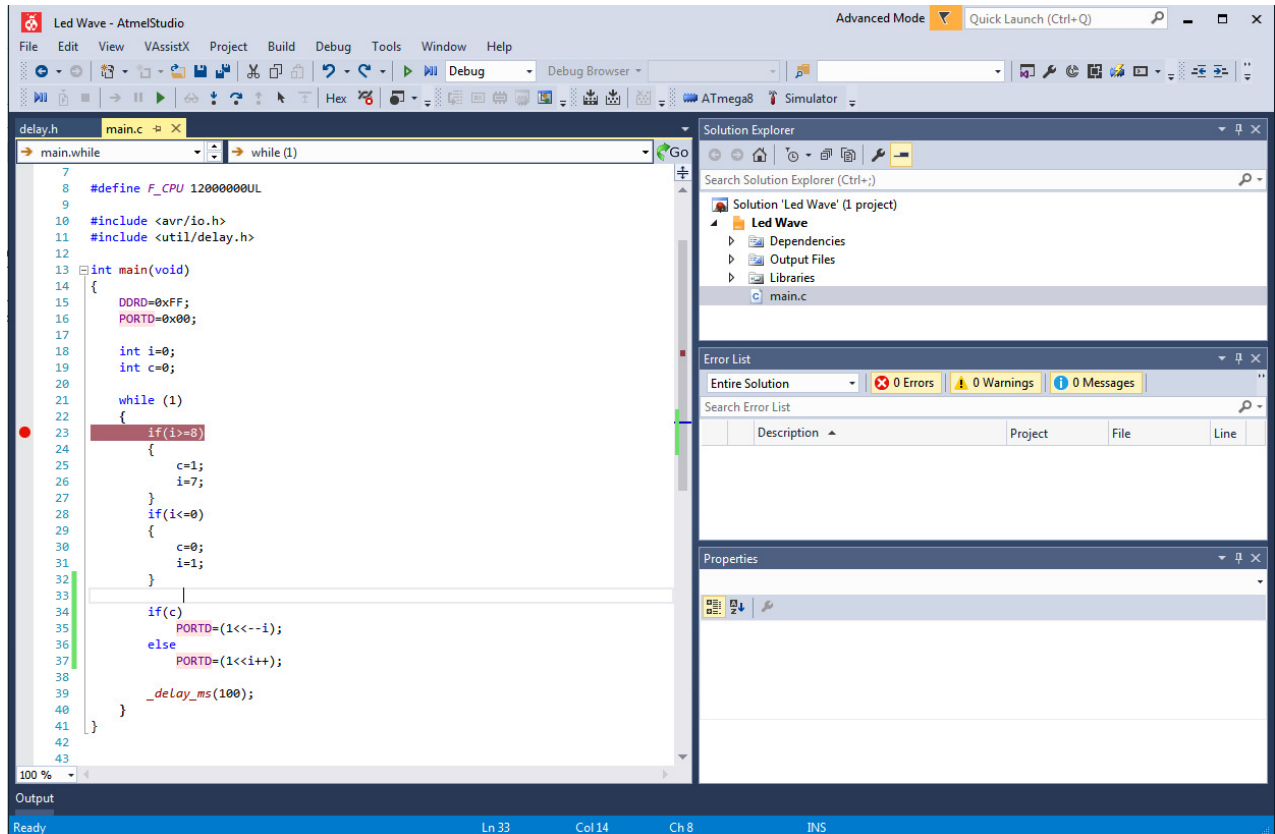 Led Wave - AtmelStudio
Advanced Mode
Quick Launch (Ctrl+Q)
File Edit View VAssistX Project Build Debug Tools Window Help
Debug
Debug Browser
Hex
ATmega8
Simulator
delay.h
main.c
main.while
while (1)
Go
7
8 #define F_CPU 12000000UL
9
10 #include <avr/io.h>
11 #include <util/delay.h>
12
13 int main(void)
14 {
15 DDRD=0xFF;
16 PORTD=0x00;
17
18 int i=0;
19 int c=0;
20
21 while (1)
22 {
23 if(i>=8)
24 {
25 c=1;
26 i=7;
27 }
28 if(i<=0)
29 {
30 c=0;
31 i=1;
32 }
33
34 if(c)
35 PORTD=(1<<--i);
36 else
37 PORTD=(1<<i++);
38
39 _delay_ms(100);
40 }
41 }
42
43
100 %
Solution Explorer
Search Solution Explorer (Ctrl+;)
Solution 'Led Wave' (1 project)
Led Wave
Dependencies
Output Files
Libraries
main.c
Error List
Entire Solution
0 Errors
0 Warnings
0 Messages
Search Error List
Description Project File Line
Properties
Output
Ready Ln 33 Col 14 Ch 8 INS